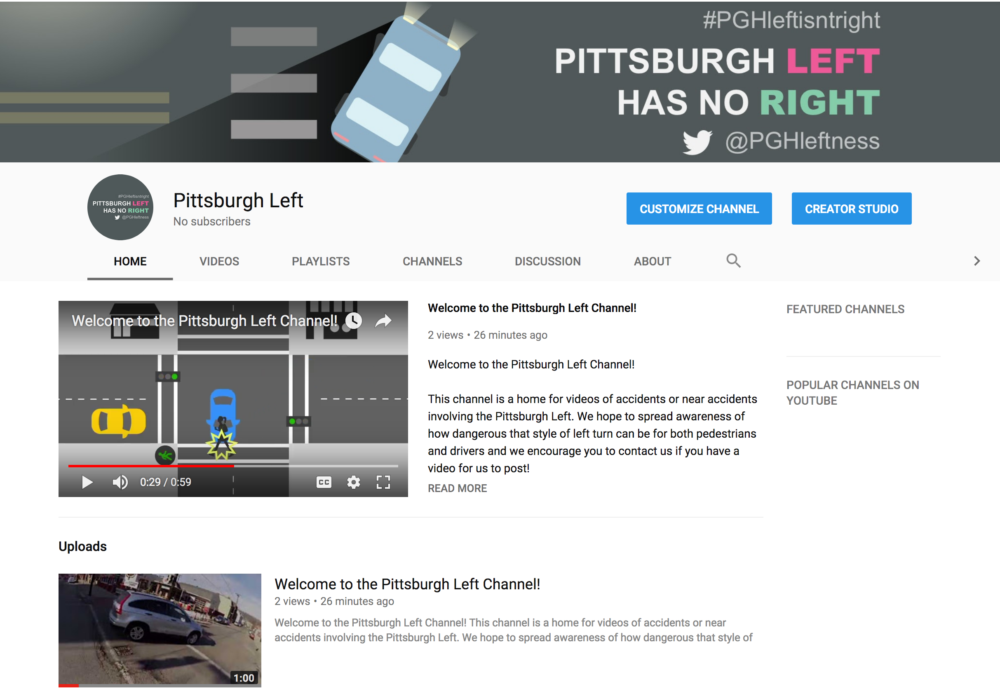 #PGHleftisntright
PITTSBURGH LEFT
HAS NO RIGHT
@PGHleftness
#PGHleftisntright
PITTSBURGH LEFT
HAS NO RIGHT
@PGHleftness
Pittsburgh Left
No subscribers
CUSTOMIZE CHANNEL
CREATOR STUDIO
HOME
VIDEOS
PLAYLISTS
CHANNELS
DISCUSSION
ABOUT
Welcome to the Pittsburgh Left Channel!
0:29 / 0:59
CC
Welcome to the Pittsburgh Left Channel!
2 views • 26 minutes ago
Welcome to the Pittsburgh Left Channel!
This channel is a home for videos of accidents or near accidents
involving the Pittsburgh Left. We hope to spread awareness of
how dangerous that style of left turn can be for both pedestrians
and drivers and we encourage you to contact us if you have a
video for us to post!
READ MORE
FEATURED CHANNELS
POPULAR CHANNELS ON
YOUTUBE
Uploads
1:00
Welcome to the Pittsburgh Left Channel!
2 views • 26 minutes ago
Welcome to the Pittsburgh Left Channel! This channel is a home for videos of accidents or near
accidents involving the Pittsburgh Left. We hope to spread awareness of how dangerous that style of